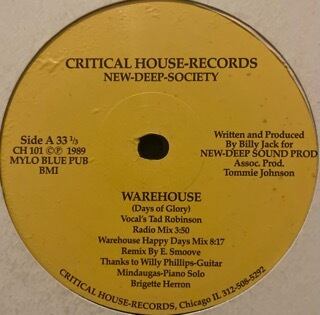 CRITICAL HOUSE-RECORDS
NEW-DEEP-SOCIETY
Side A 33 1/3
CH 101 ©℗ 1989
MYLO BLUE PUB
BMI
Written and Produced
By Billy Jack for
NEW-DEEP SOUND PROD
Assoc. Prod.
Tommie Johnson
WAREHOUSE
(Days of Glory)
Vocal's Tad Robinson
Radio Mix 3:50
Warehouse Happy Days Mix 8:17
Remix By E. Smoove
Thanks to Willy Phillips-Guitar
Mindaugas-Piano Solo
Brigette Herron
CRITICAL HOUSE-RECORDS, Chicago IL 312-508-5292